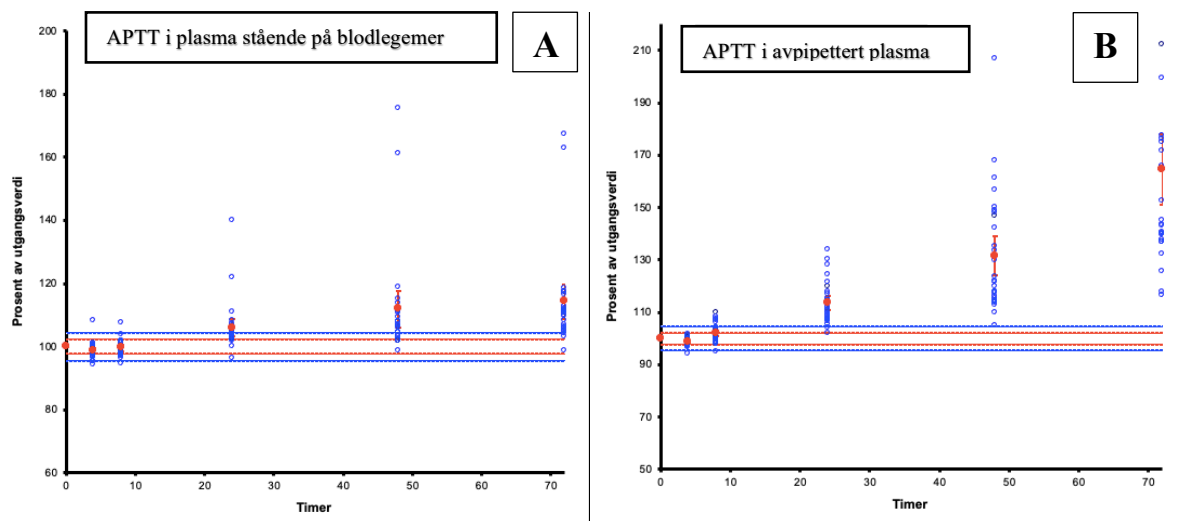 APTT i plasma stående på blodlegemer
A
Prosent av utgangsverdi
200
180
160
140
120
100
80
60
0 10 20 30 40 50 60 70
Timer
APTT i avpipettert plasma
B
Prosent av utgangsverdi
210
190
170
150
130
110
90
70
50
0 10 20 30 40 50 60 70
Timer